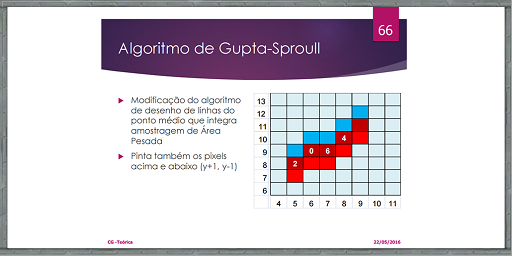 66
Algoritmo de Gupta-Sproull
Modificação do algoritmo
de desenho de linhas do
ponto médio que integra
amostragem de Área
Pesada
Pinta também os pixels
acima e abaixo (y+1, y-1)
13
12
11
10 4
9 0 6
8 2
7
6
4 5 6 7 8 9 10 11
CG -Teórica
22/05/2016